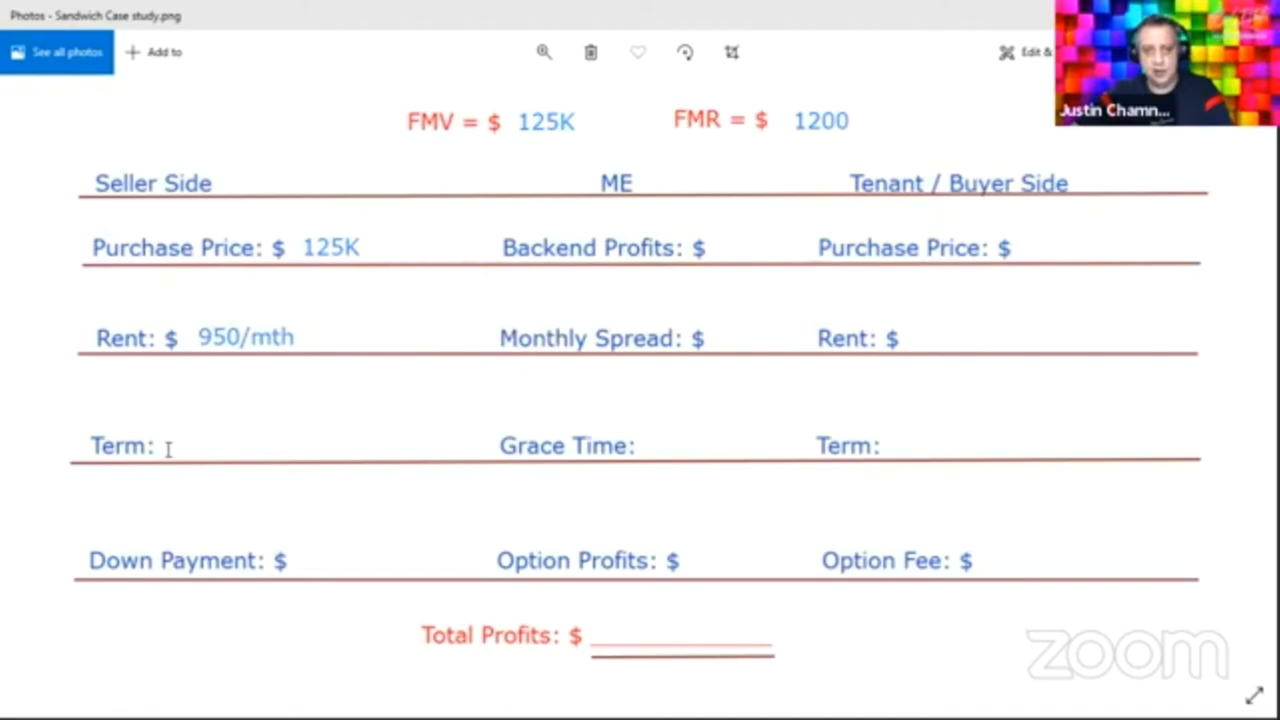 Photos - Sandwich Case study.png
See all photos Add to Edit &
Justin Chamn...
FMV = $ 125K FMR = $ 1200
Seller Side ME Tenant / Buyer Side
Purchase Price: $ 125K Backend Profits: $ Purchase Price: $
Rent: $ 950/mth Monthly Spread: $ Rent: $
Term: Grace Time: Term:
Down Payment: $ Option Profits: $ Option Fee: $
Total Profits: $
zoom